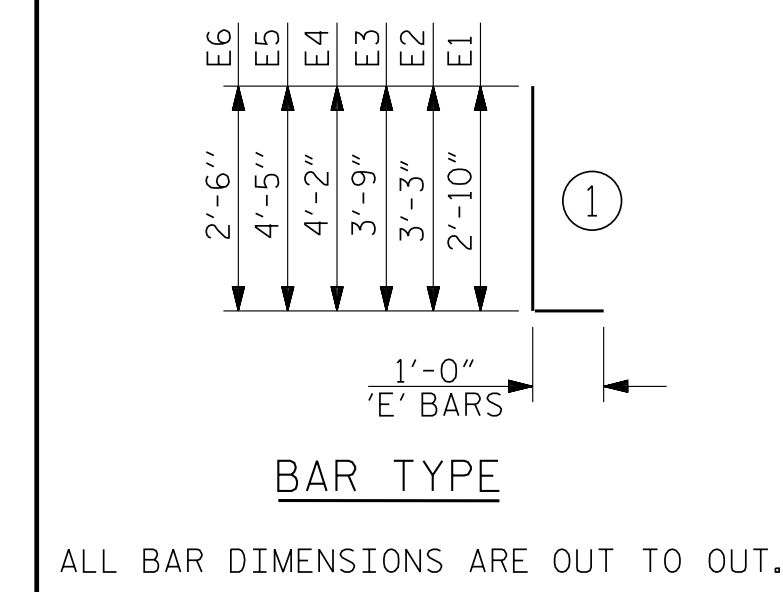 E6 E5 E4 E3 E2 E1
2'-6'' 4'-5'' 4'-2" 3'-9" 3'-3" 2'-10"
1
1'-0"
'E' BARS
BAR TYPE
ALL BAR DIMENSIONS ARE OUT TO OUT.